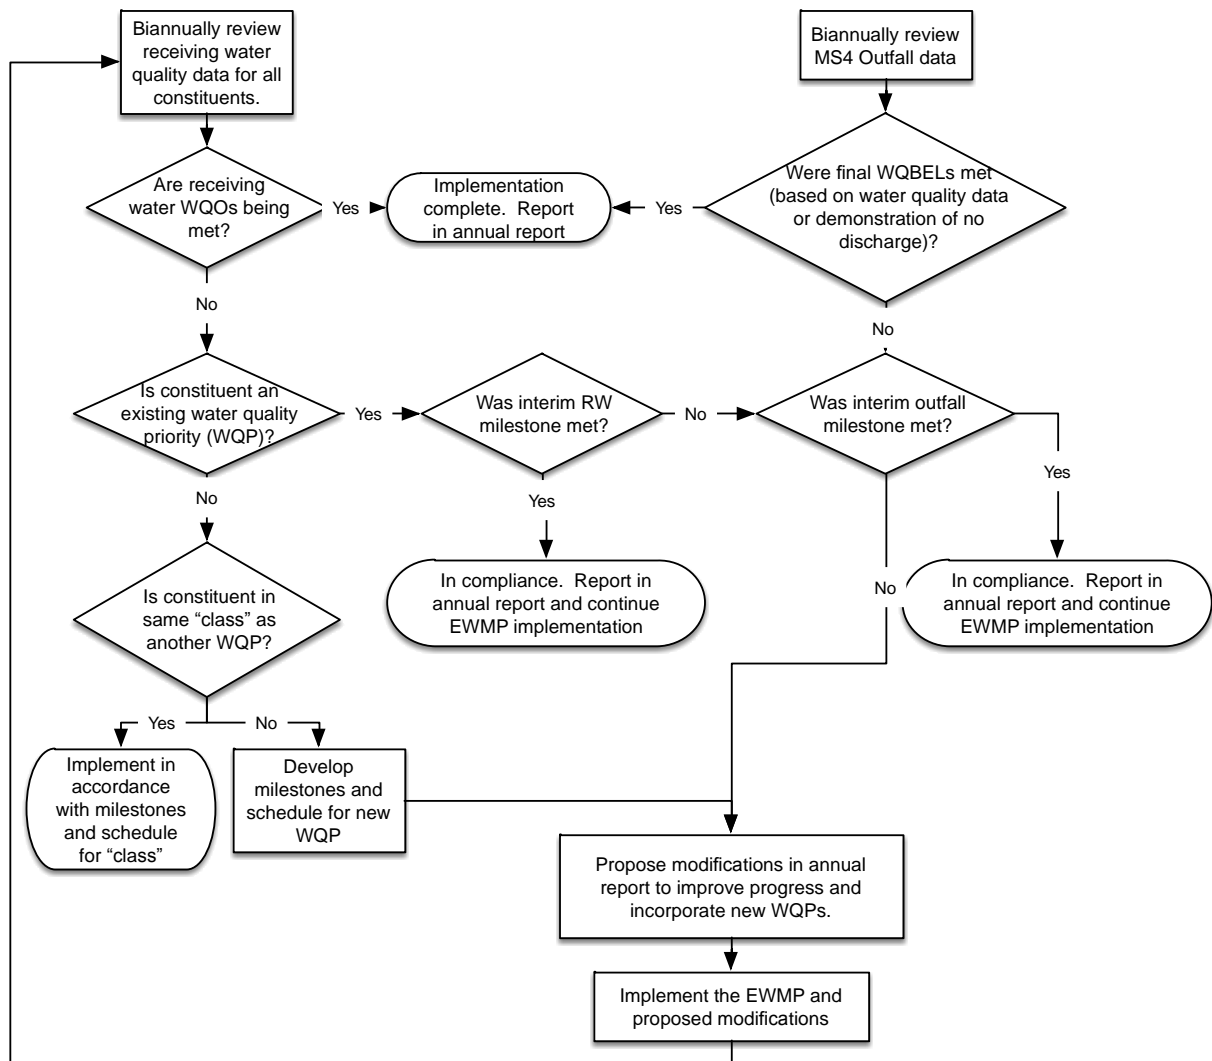 Biannually review
receiving water
quality data for all
constituents.
Biannually review
MS4 Outfall data
Are receiving
water WQOs being
met?
Yes
Implementation
complete.  Report
in annual report
Yes
Were final WQBELs met
(based on water quality data
or demonstration of no
discharge)?
No
No
Is constituent an
existing water quality
priority (WQP)?
Yes
Was interim RW
milestone met?
No
Was interim outfall
milestone met?
No
Yes
Yes
Is constituent in
same “class” as
another WQP?
In compliance.  Report in
annual report and continue
EWMP implementation
No
In compliance.  Report in
annual report and continue
EWMP implementation
Yes
No
Implement in
accordance
with milestones
and schedule
for “class”
Develop
milestones and
schedule for new
WQP
Propose modifications in annual
report to improve progress and
incorporate new WQPs.
Implement the EWMP and
proposed modifications